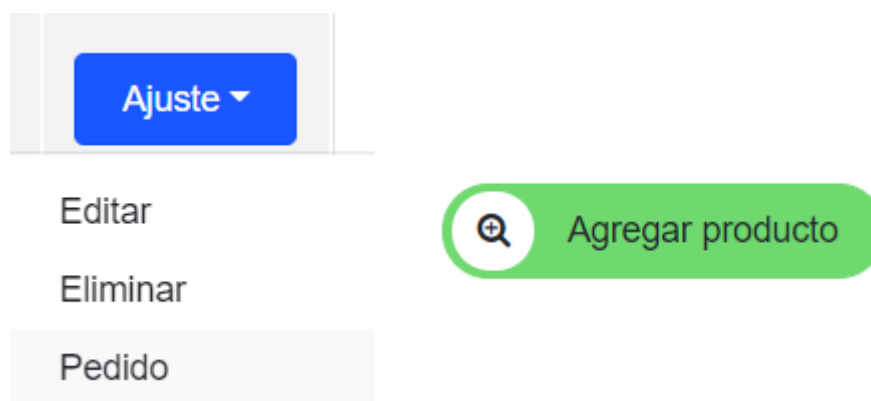 Ajuste
Editar
Eliminar
Pedido
Agregar producto